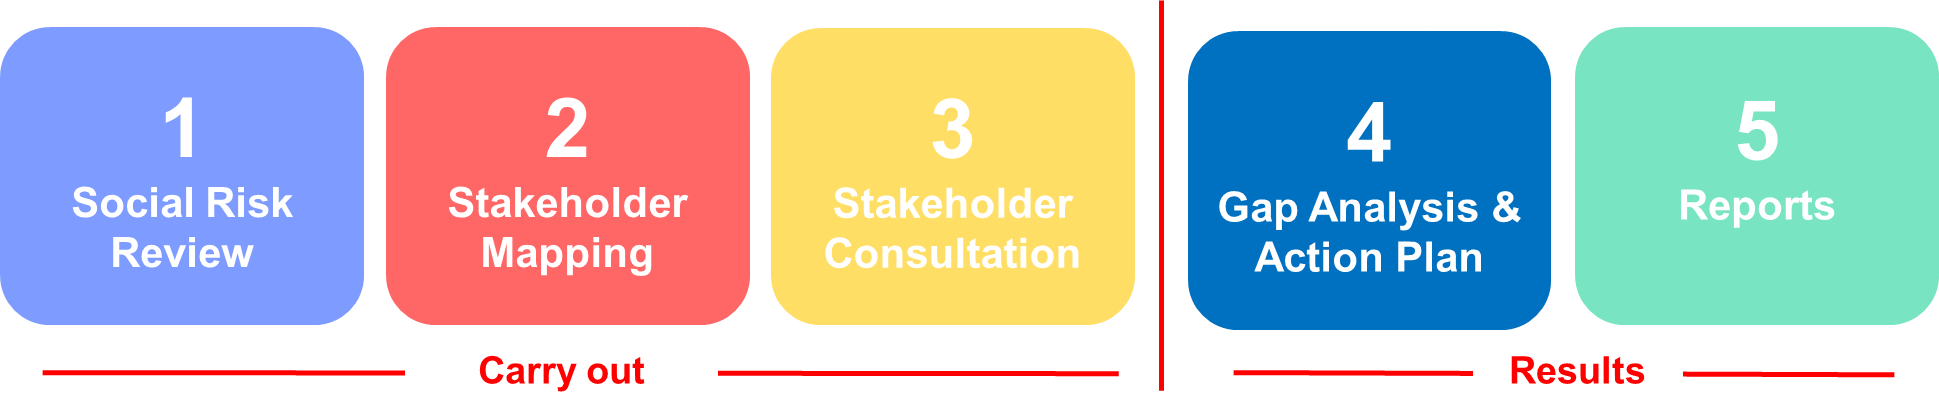 1
Social Risk
Review
2
Stakeholder
Mapping
3
Stakeholder
Consultation
4
Gap Analysis &
Action Plan
5
Reports
Carry out
Results